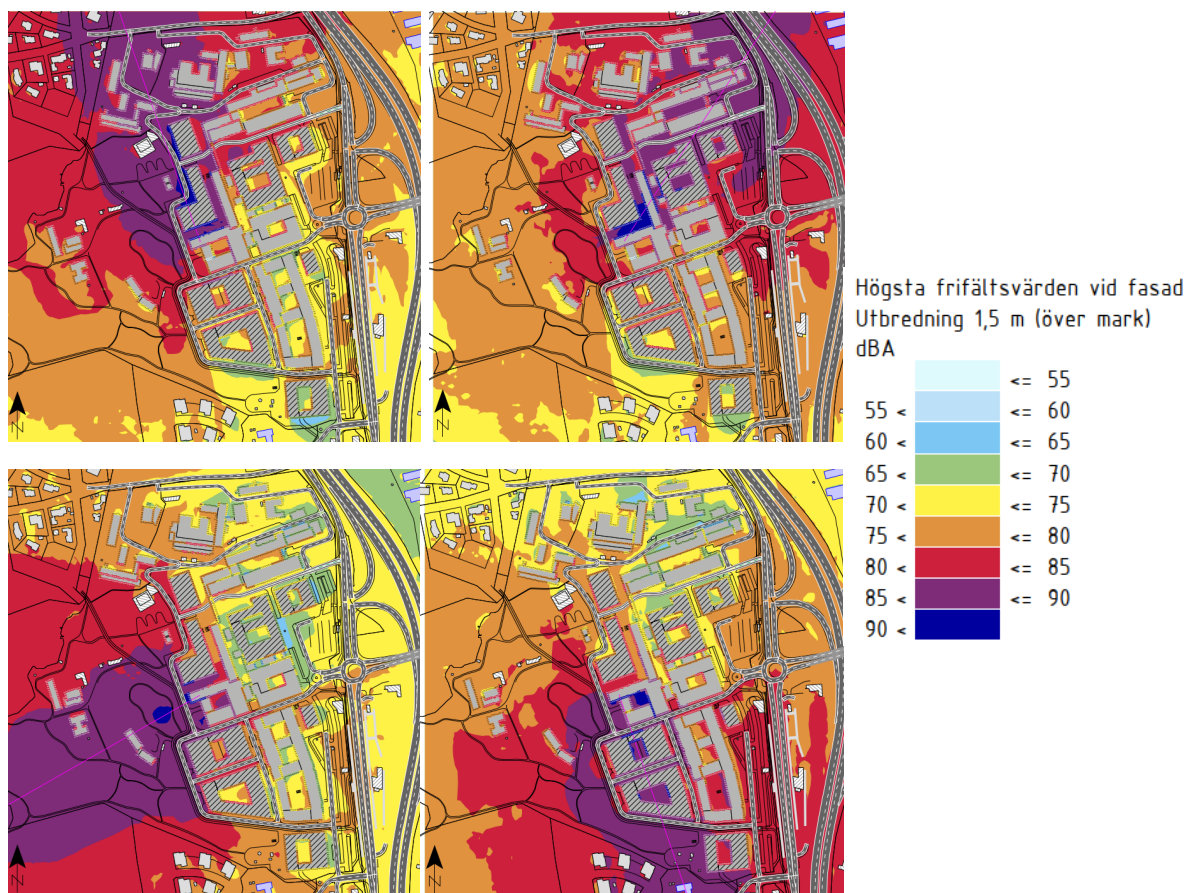 Högsta frifältsvärden vid fasad
Utbredning 1,5 m (över mark)
dBA
<= 55
55 < <= 60
60 < <= 65
65 < <= 70
70 < <= 75
75 < <= 80
80 < <= 85
85 < <= 90
90 <
N
N
N
N